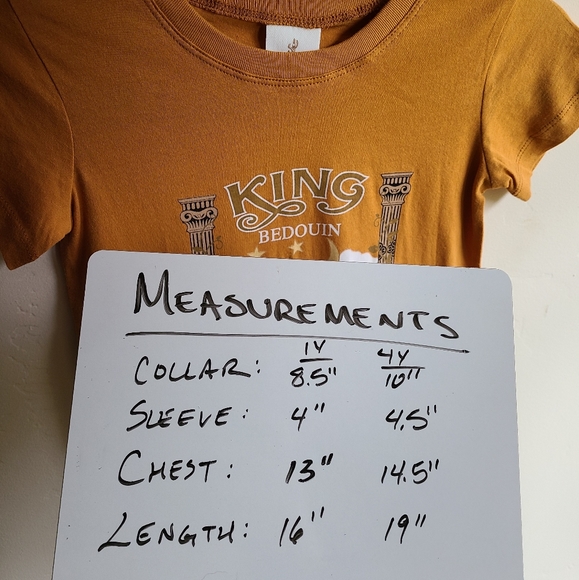 KING
BEDOUIN
MEASUREMENTS
1Y 4Y
COLLAR: 8.5" 10"
SLEEVE: 4" 4.5"
CHEST: 13" 14.5"
LENGTH: 16" 19"